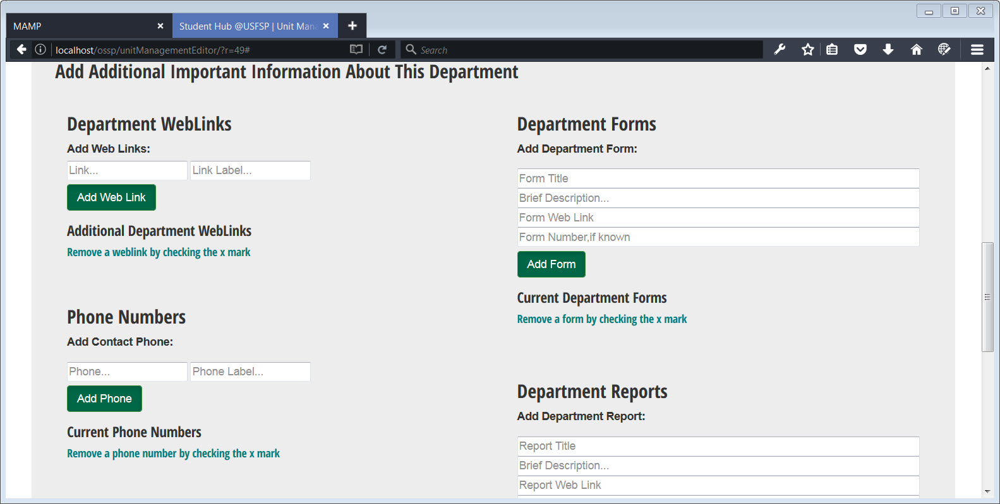 MAMP
Student Hub @USFSP | Unit Mana
localhost/ossp/unitManagementEditor/?r=49#
Search
Add Additional Important Information About This Department
Department WebLinks
Add Web Links:
Link...
Link Label...
Add Web Link
Additional Department WebLinks
Remove a weblink by checking the x mark
Phone Numbers
Add Contact Phone:
Phone...
Phone Label...
Add Phone
Current Phone Numbers
Remove a phone number by checking the x mark
Department Forms
Add Department Form:
Form Title
Brief Description...
Form Web Link
Form Number,if known
Add Form
Current Department Forms
Remove a form by checking the x mark
Department Reports
Add Department Report:
Report Title
Brief Description...
Report Web Link